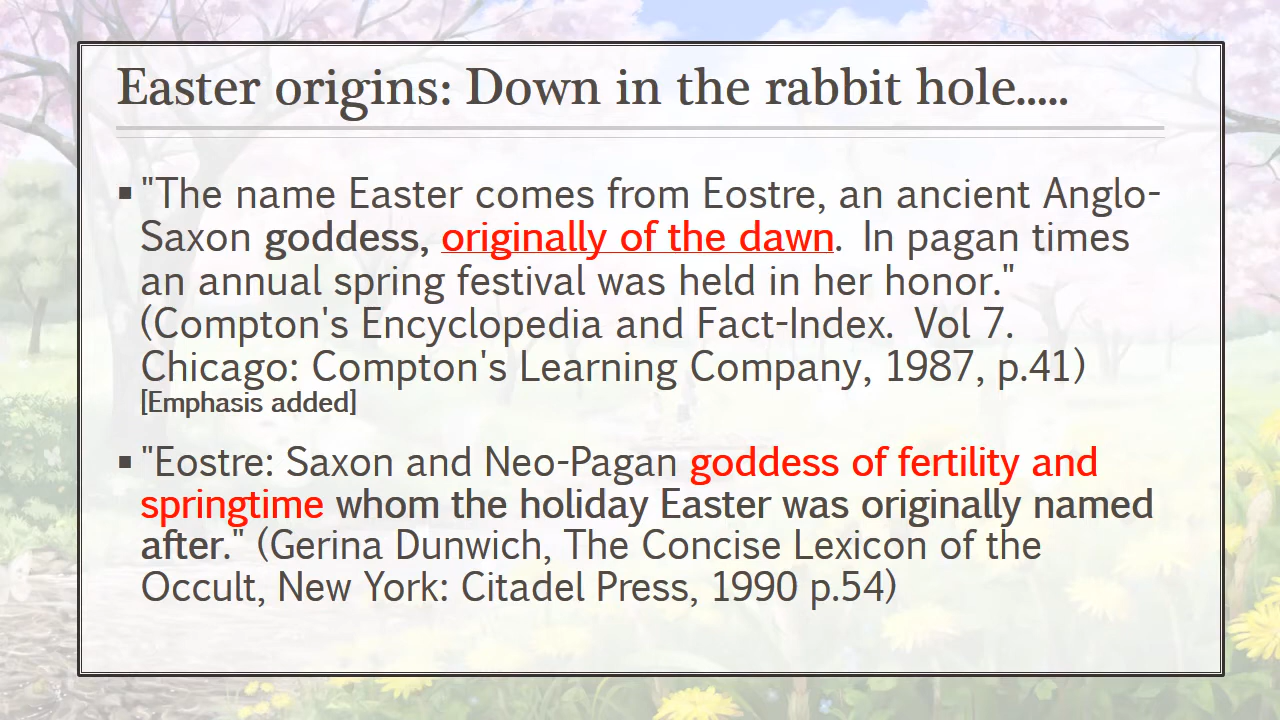 Easter origins: Down in the rabbit hole.....
▪ "The name Easter comes from Eostre, an ancient Anglo-
Saxon goddess, originally of the dawn.  In pagan times
an annual spring festival was held in her honor."
(Compton's Encyclopedia and Fact-Index.  Vol 7.
Chicago: Compton's Learning Company, 1987, p.41)
[Emphasis added]
▪ "Eostre: Saxon and Neo-Pagan goddess of fertility and
springtime whom the holiday Easter was originally named
after." (Gerina Dunwich, The Concise Lexicon of the
Occult, New York: Citadel Press, 1990 p.54)